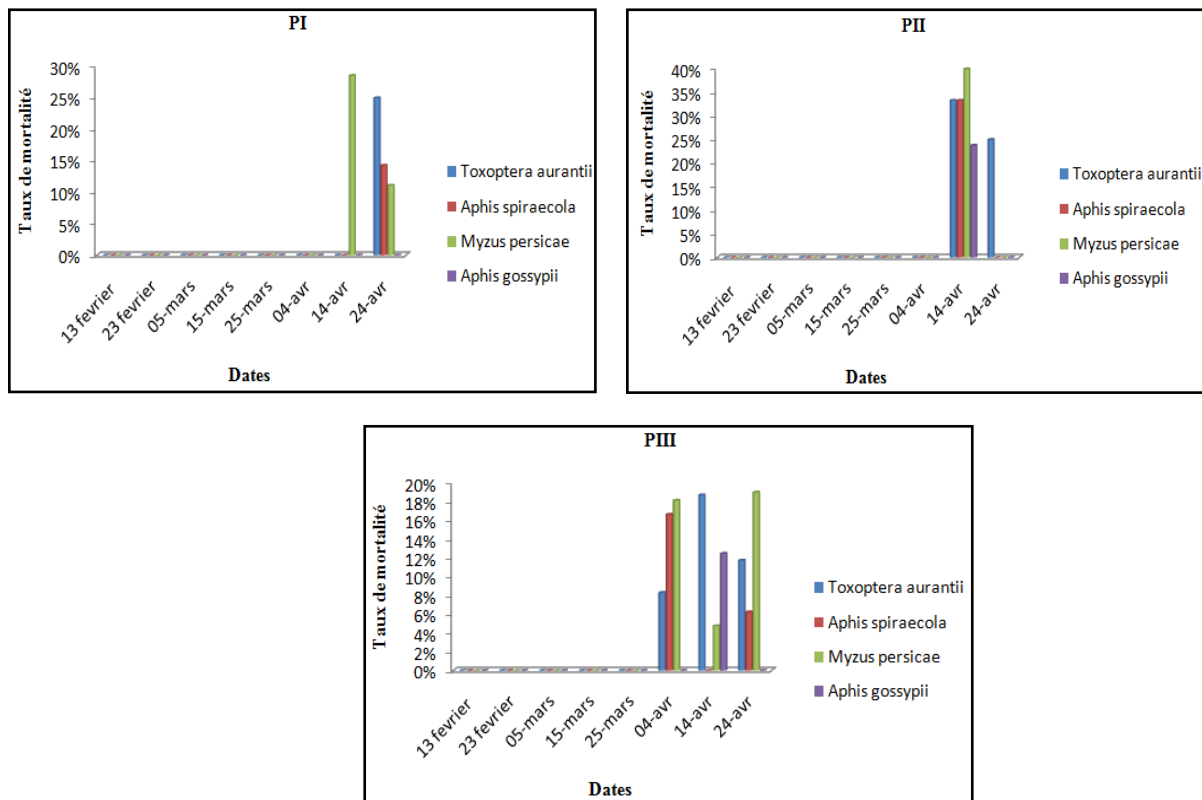 PI
Taux de mortalité
30%
25%
20%
15%
10%
5%
0%
13 fevrier
23 fevrier
05-mars
15-mars
25-mars
04-avr
14-avr
24-avr
Dates
Toxoptera aurantii
Aphis spiraecola
Myzus persicae
Aphis gossypii
PII
Taux de mortalité
40%
35%
30%
25%
20%
15%
10%
5%
0%
13 fevrier
23 fevrier
05-mars
15-mars
25-mars
04-avr
14-avr
24-avr
Dates
Toxoptera aurantii
Aphis spiraecola
Myzus persicae
Aphis gossypii
PIII
Taux de mortalité
20%
18%
16%
14%
12%
10%
8%
6%
4%
2%
0%
13 fevrier
23 fevrier
05-mars
15-mars
25-mars
04-avr
14-avr
24-avr
Dates
Toxoptera aurantii
Aphis spiraecola
Myzus persicae
Aphis gossypii